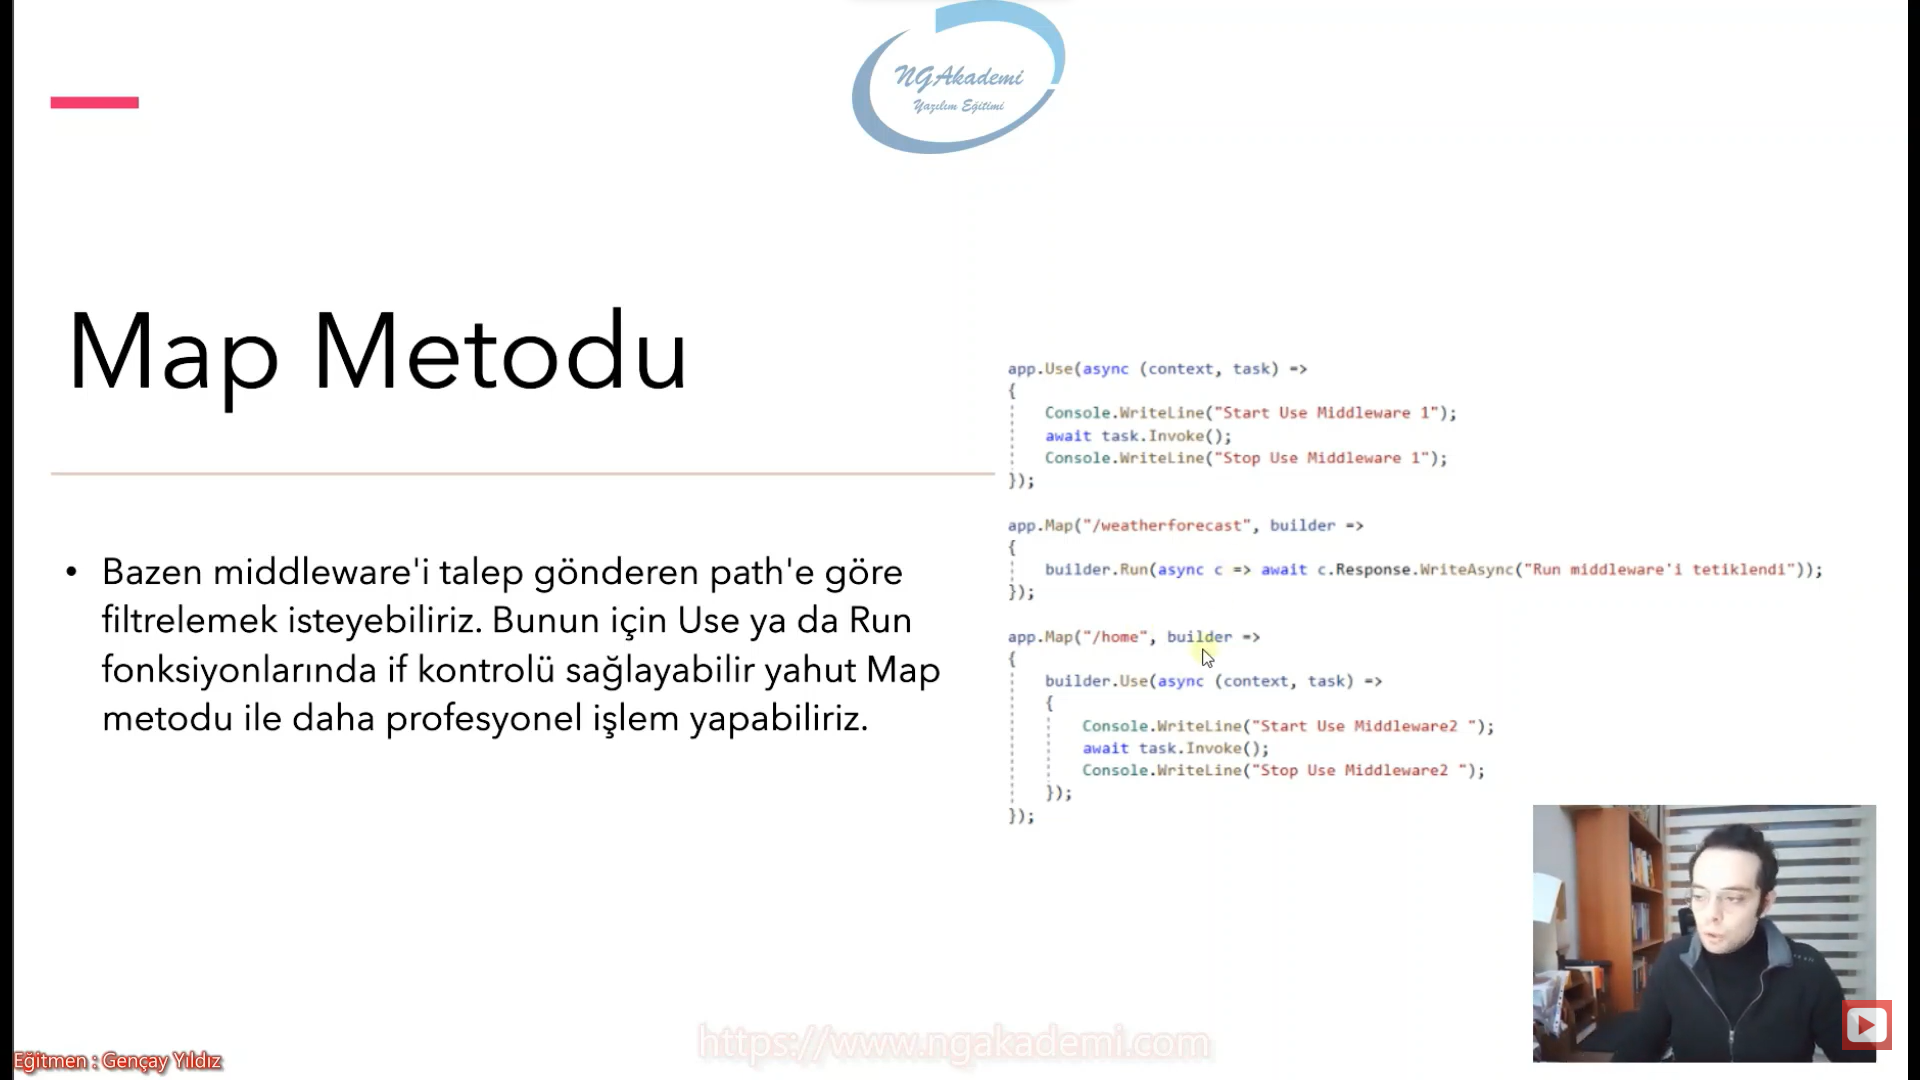 NGAkademi
Yazılım Eğitimi
Map Metodu
• Bazen middleware'i talep gönderen path'e göre
filtrelemek isteyebiliriz. Bunun için Use ya da Run
fonksiyonlarında if kontrolü sağlayabilir yahut Map
metodu ile daha profesyonel işlem yapabiliriz.
app.Use(async (context, task) =>
{
    Console.WriteLine("Start Use Middleware 1");
    await task.Invoke();
    Console.WriteLine("Stop Use Middleware 1");
});
app.Map("/weatherforecast", builder =>
{
    builder.Run(async c => await c.Response.WriteAsync("Run middleware'i tetiklendi"));
});
app.Map("/home", builder =>
{
    builder.Use(async (context, task) =>
    {
        Console.WriteLine("Start Use Middleware2 ");
        await task.Invoke();
        Console.WriteLine("Stop Use Middleware2 ");
    });
});
https://www.ngakademi.com
Eğitmen : Gençay Yıldız